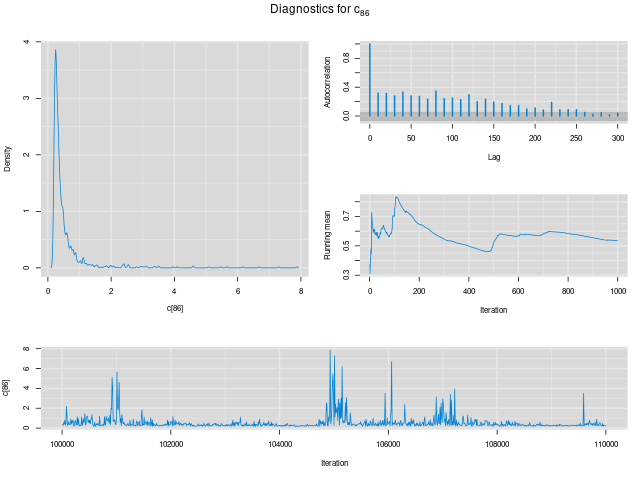 Diagnostics for c86
Density
4
3
2
1
0
0 2 4 6 8
c[86]
Autocorrelation
0.8
0.4
0.0
0 50 100 150 200 250 300
Lag
Running mean
0.7
0.5
0.3
0 200 400 600 800 1000
Iteration
c[86]
8
6
4
2
0
100000 102000 104000 106000 108000 110000
Iteration